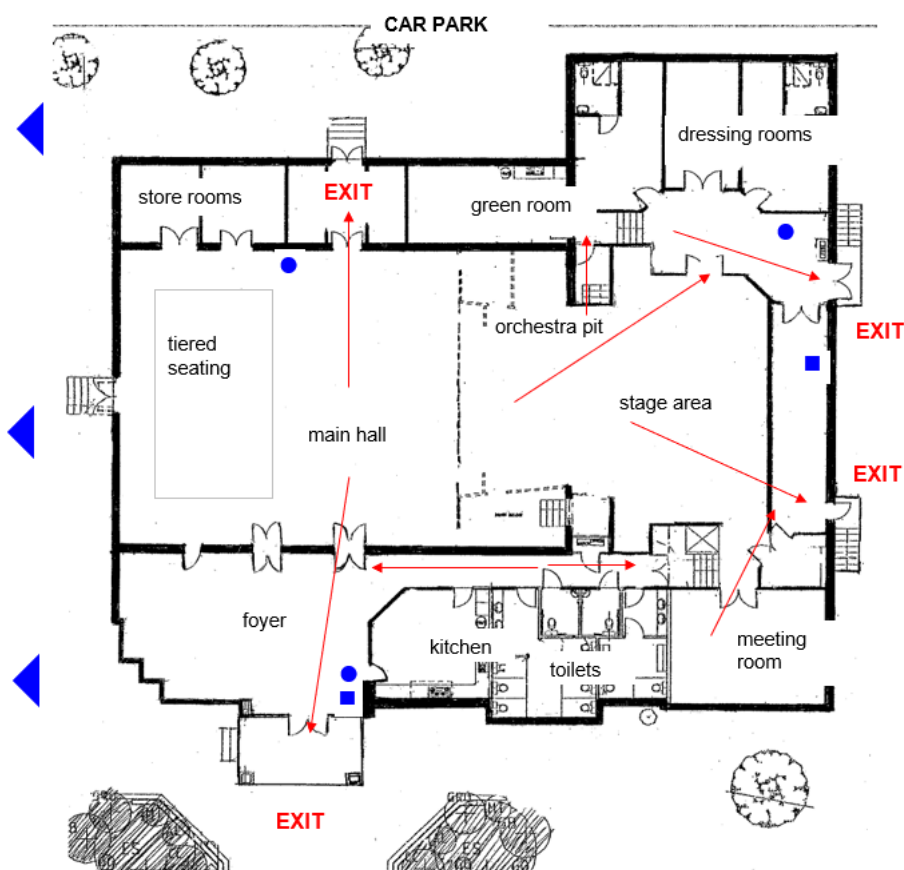 CAR PARK
dressing rooms
store rooms
EXIT
green room
orchestra pit
EXIT
tiered
seating
stage area
main hall
EXIT
foyer
kitchen
toilets
meeting
room
EXIT
ES